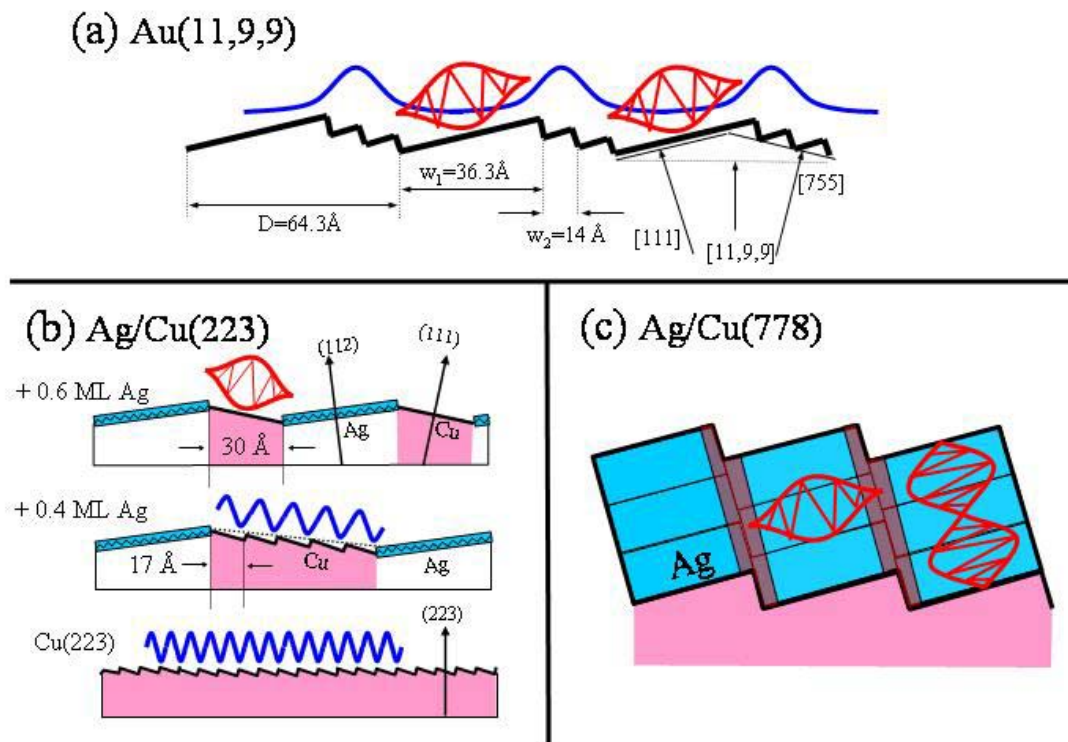 (a) Au(11,9,9)
w₁=36.3Å
[755]
D=64.3Å
w₂=14 Å
[111]
[11,9,9]
(b) Ag/Cu(223)
(112)
(111)
+ 0.6 ML Ag
Ag
Cu
30 Å
+ 0.4 ML Ag
17 Å
Cu
Ag
(223)
Cu(223)
(c) Ag/Cu(778)
Ag